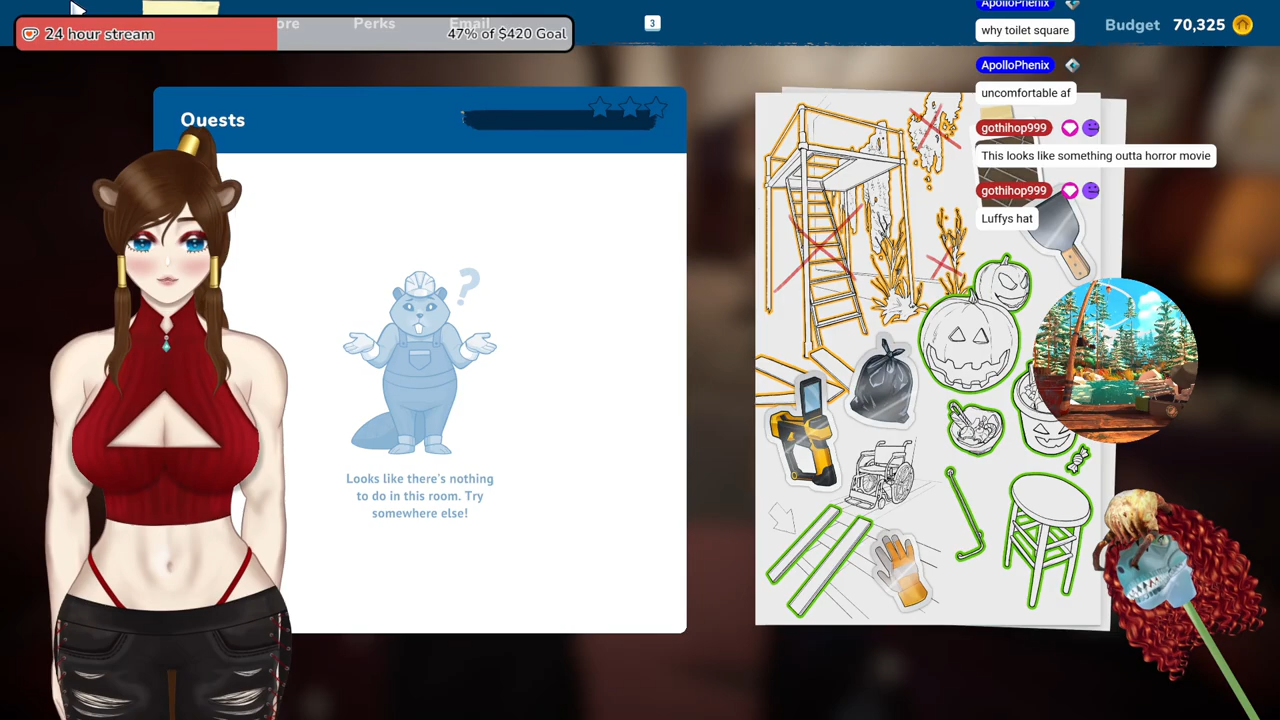 24 hour stream
47% of $420 Goal
ore
Perks
Email
3
Budget
70,325
ApolloPhenix
why toilet square
ApolloPhenix
uncomfortable af
gothihop999
This looks like something outta horror movie
gothihop999
Luffys hat
Quests
?
Looks like there's nothing
to do in this room. Try
somewhere else!